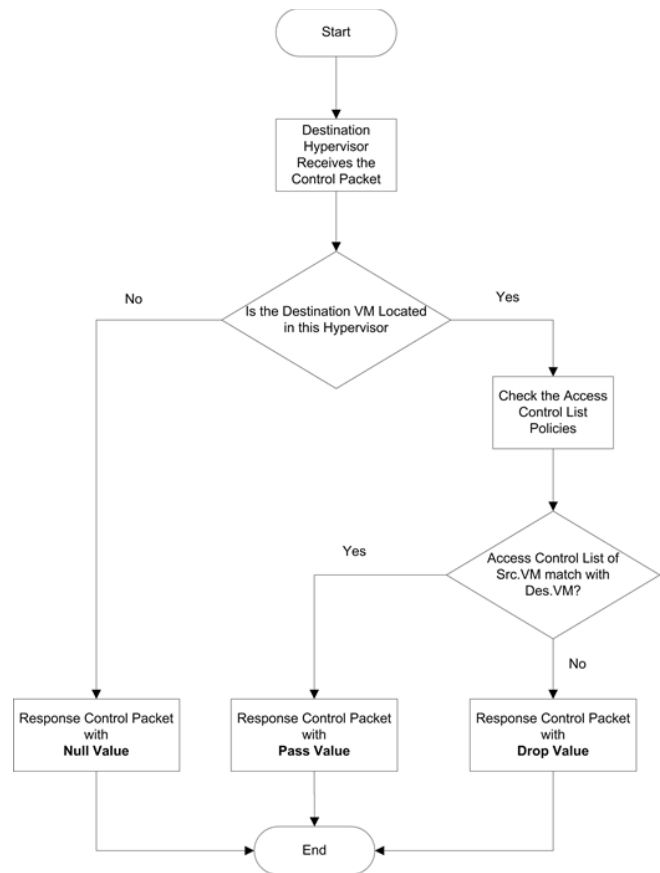 Start
Destination
Hypervisor
Receives the
Control Packet
No
Is the Destination VM Located
in this Hypervisor
Yes
Check the Access
Control List
Policies
Yes
Access Control List of
Src.VM match with
Des.VM?
No
Response Control Packet
with
Null Value
Response Control Packet
with
Pass Value
Response Control Packet
with
Drop Value
End